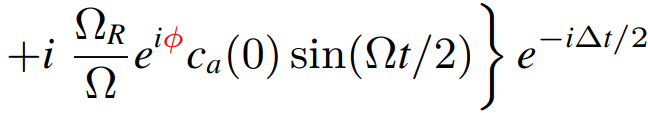 +i Ω_R/Ω e^{iϕ} c_a(0) sin(Ωt/2) } e^{−iΔt/2}